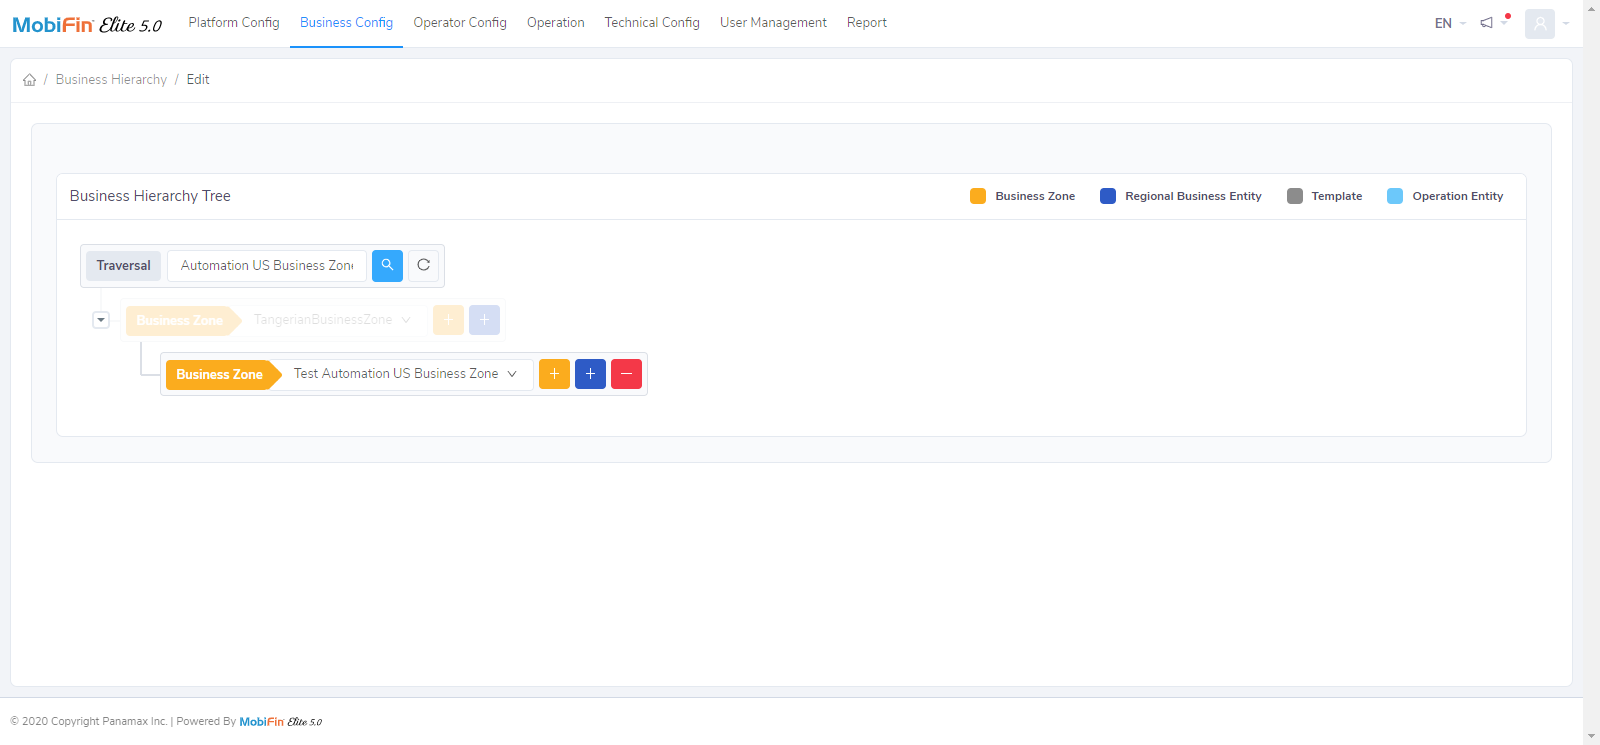 MobiFin Elite 5.0 Platform Config Business Config Operator Config Operation Technical Config User Management Report EN
/ Business Hierarchy / Edit
Business Hierarchy Tree Business Zone Regional Business Entity Template Operation Entity
Traversal Automation US Business Zone
Business Zone TangerianBusinessZone
Business Zone Test Automation US Business Zone
© 2020 Copyright Panamax Inc. | Powered By MobiFin Elite 5.0